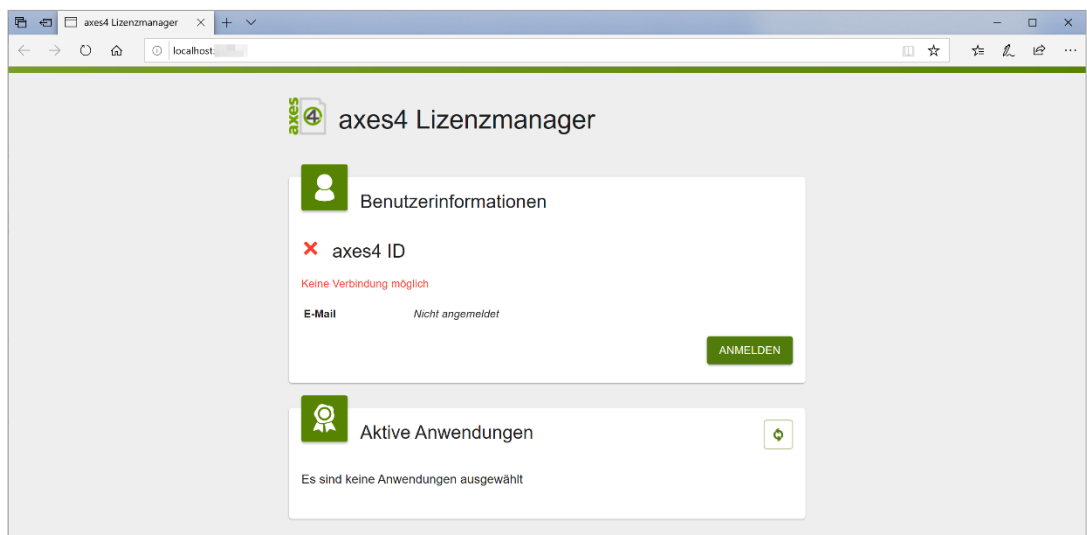 axes4 Lizenzmanager
localhost:
axes4 axes4 Lizenzmanager
Benutzerinformationen
axes4 ID
Keine Verbindung möglich
E-Mail Nicht angemeldet
ANMELDEN
Aktive Anwendungen
Es sind keine Anwendungen ausgewählt